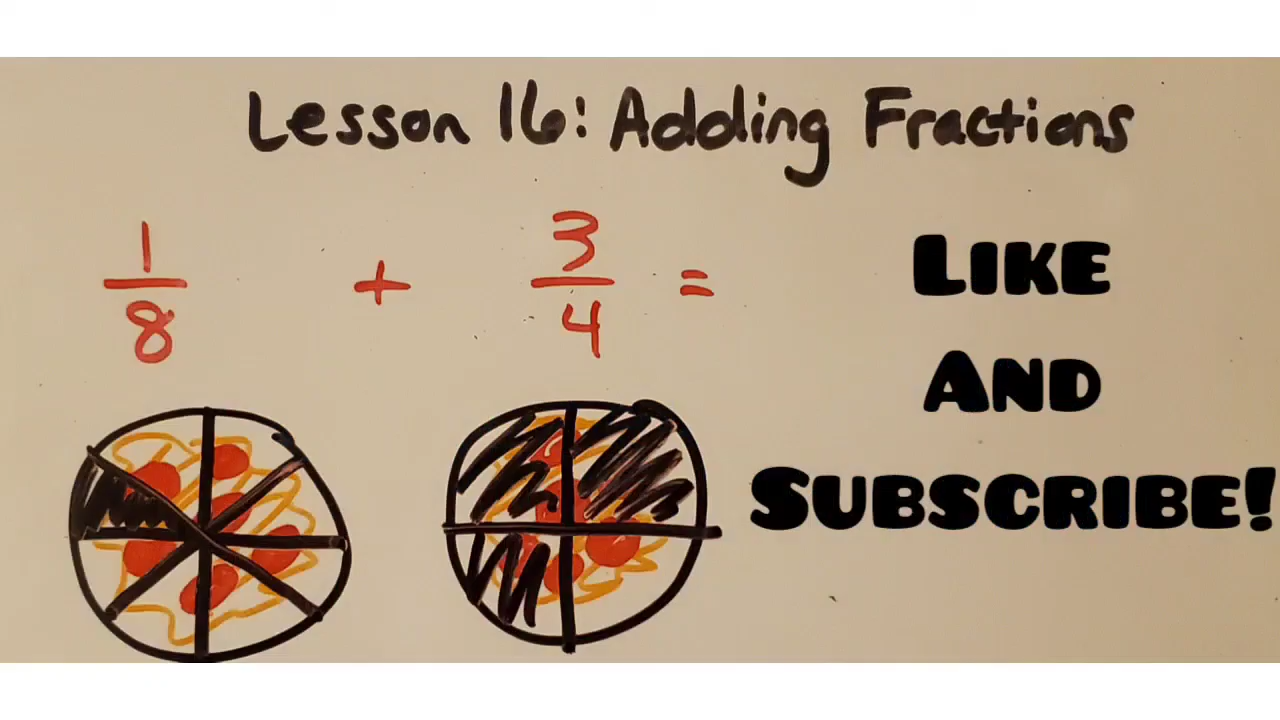 Lesson 16: Adding Fractions
1/8 + 3/4 =
LIKE
AND
SUBSCRIBE!